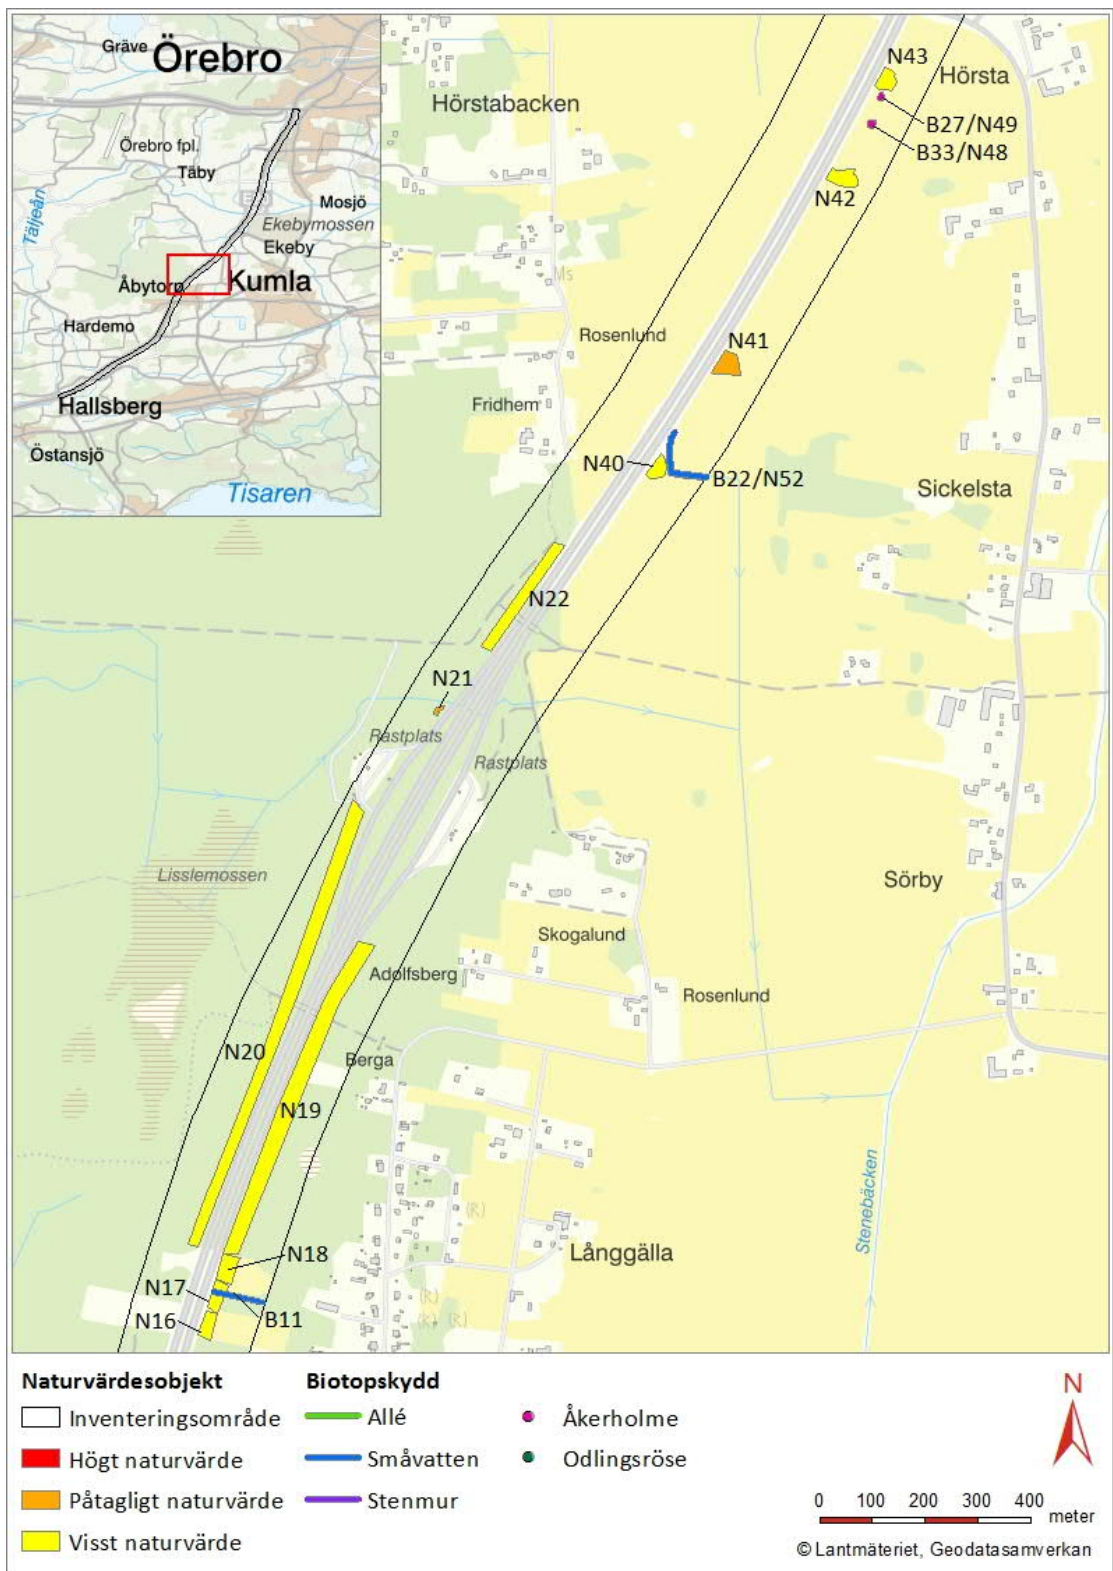 Gräve
Örebro
Örebro fpl.
Täby
Täljeån
Mosjö
Ekebymossen
Ekeby
Åbytorp
Kumla
Hardemo
Hallsberg
Östansjö
Tisaren
Hörstabacken
N43
Hörsta
B27/N49
B33/N48
N42
Ms
Rosenlund
N41
Fridhem
N40
B22/N52
Sickelsta
N22
N21
Rastplats
Rastplats
Lisslemossen
Sörby
Skogalund
Adolfsberg
Rosenlund
N20
Berga
N19
Stenebäcken
(R)
Långgälla
N18
N17
(R)
N16
B11
(R) (R)
Naturvärdesobjekt
Inventeringsområde
Högt naturvärde
Påtagligt naturvärde
Visst naturvärde
Biotopskydd
Allé
Småvatten
Stenmur
Åkerholme
Odlingsröse
N
0 100 200 300 400
meter
© Lantmäteriet, Geodatasamverkan